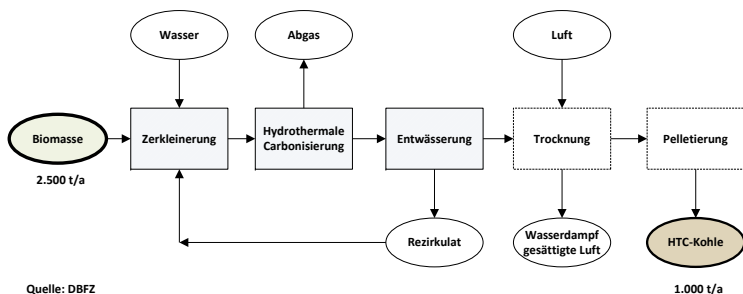 Wasser
Abgas
Luft
Biomasse
Zerkleinerung
Hydrothermale
Carbonisierung
Entwässerung
Trocknung
Pelletierung
2.500 t/a
Rezirkulat
Wasserdampf
gesättigte Luft
HTC-Kohle
Quelle: DBFZ
1.000 t/a